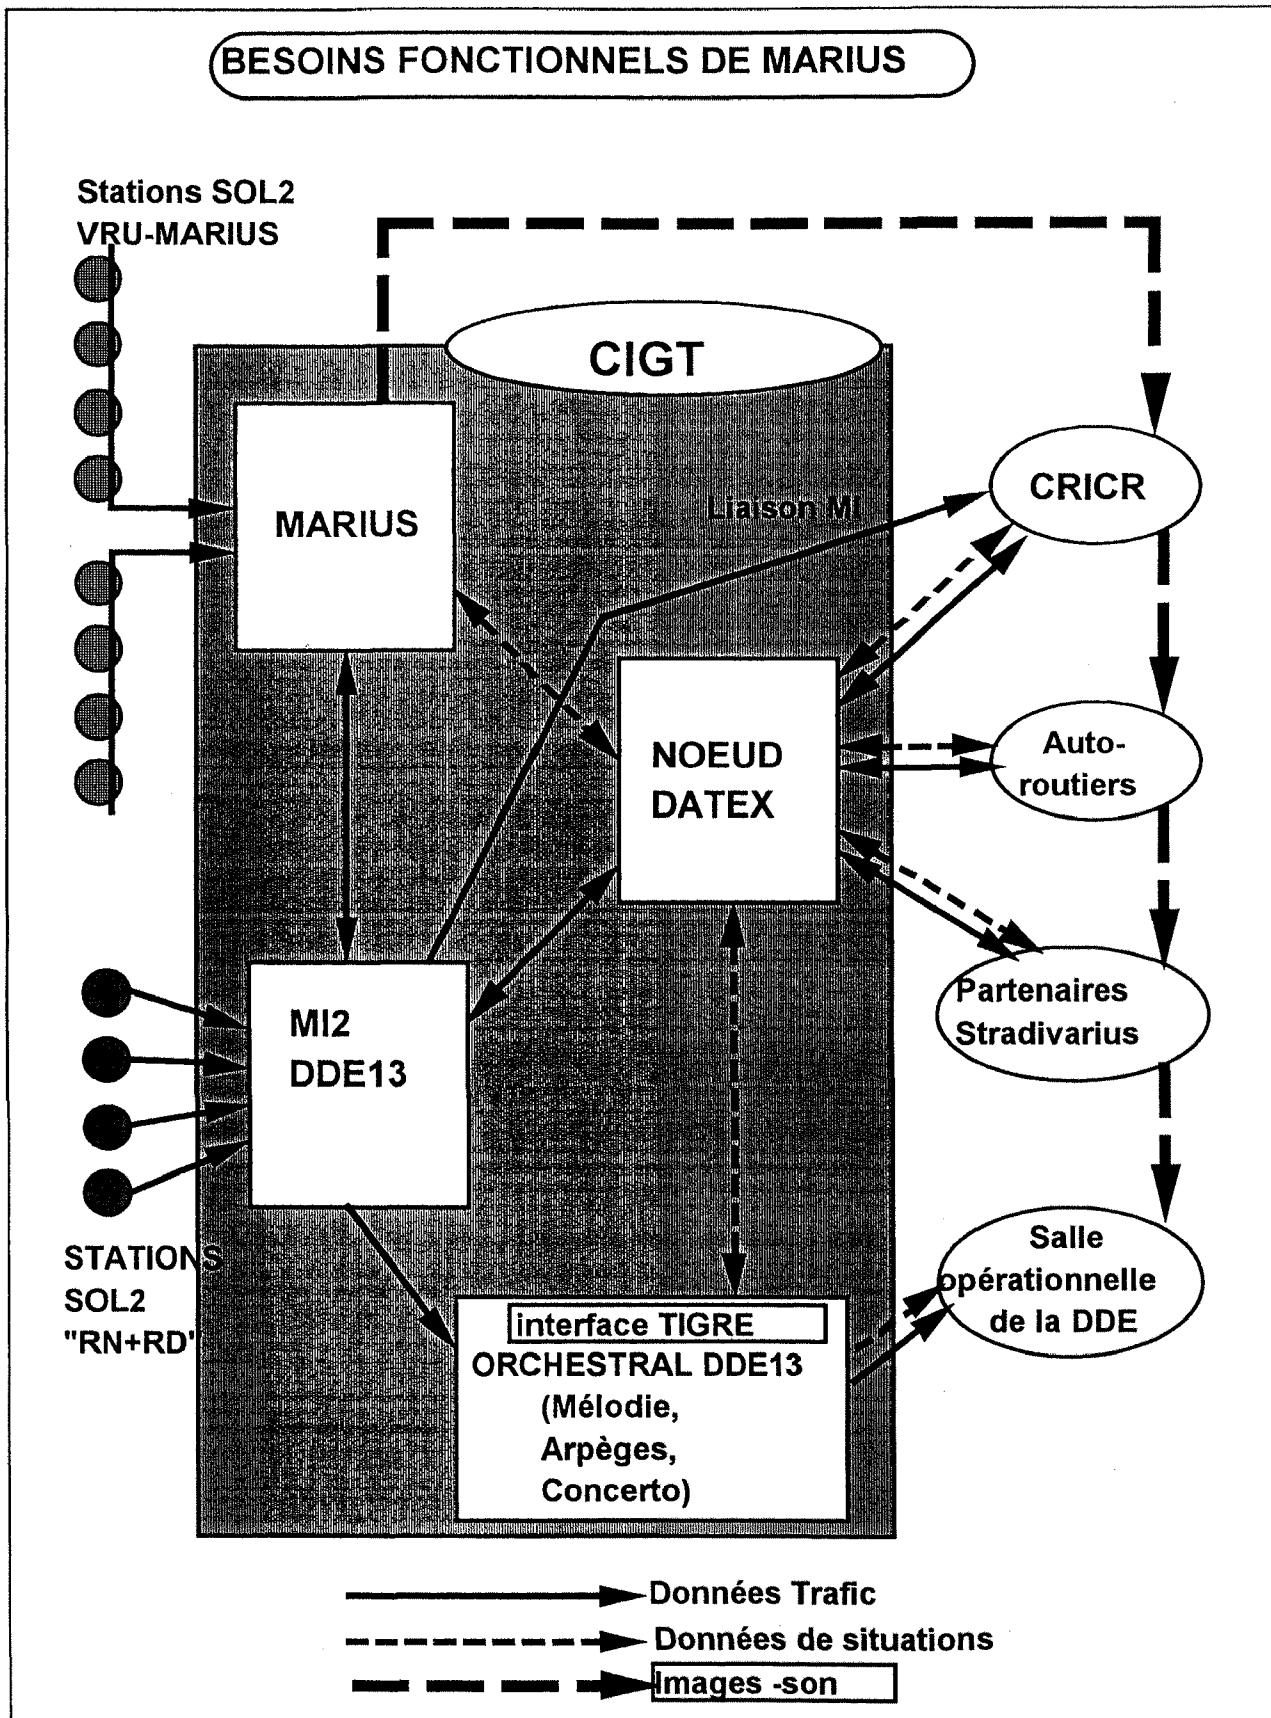 BESOINS FONCTIONNELS DE MARIUS
Stations SOL2
VRU-MARIUS
CIGT
MARIUS
CRICR
Liaison MI
NOEUD
DATEX
Auto-
routiers
Partenaires
Stradivarius
MI2
DDE13
STATIONS
SOL2
"RN+RD"
Salle
opérationnelle
de la DDE
interface TIGRE
ORCHESTRAL DDE13
(Mélodie,
Arpèges,
Concerto)
Données Trafic
Données de situations
Images -son